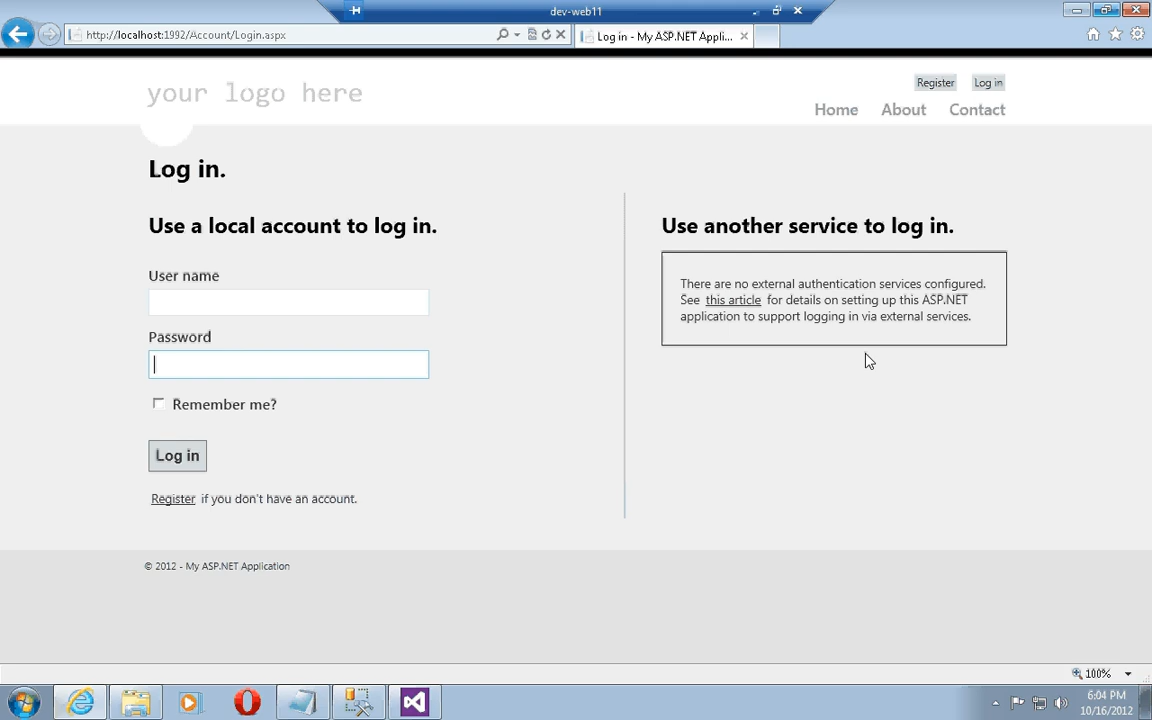 dev-web11
http://localhost:1992/Account/Login.aspx
Log in - My ASP.NET Appli...
your logo here
Register Log in
Home About Contact
Log in.
Use a local account to log in.
User name
Password
Remember me?
Log in
Register if you don't have an account.
Use another service to log in.
There are no external authentication services configured.
See this article for details on setting up this ASP.NET
application to support logging in via external services.
© 2012 - My ASP.NET Application
100%
6:04 PM
10/16/2012